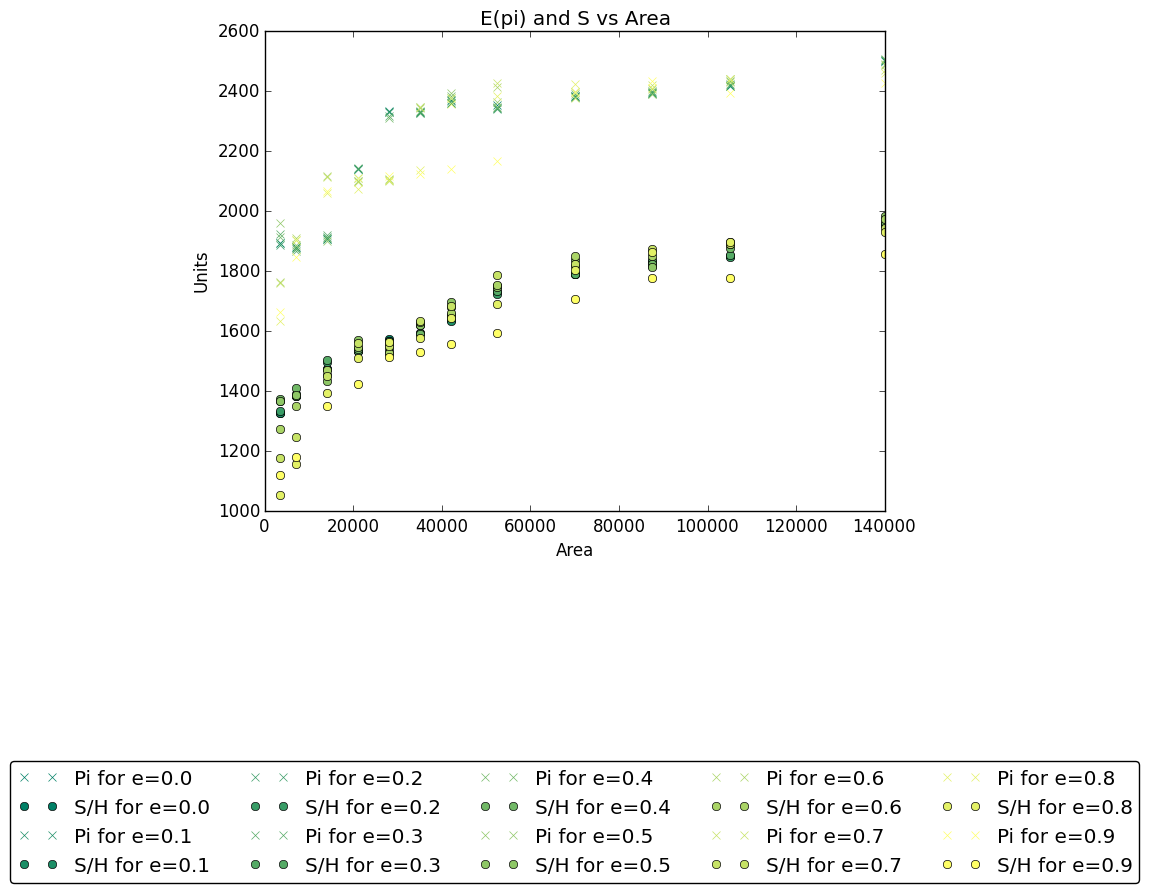 E(pi) and S vs Area
2600
2400
2200
2000
1800
1600
1400
1200
1000
Units
0 20000 40000 60000 80000 100000 120000 140000
Area
Pi for e=0.0 Pi for e=0.2 Pi for e=0.4 Pi for e=0.6 Pi for e=0.8
S/H for e=0.0 S/H for e=0.2 S/H for e=0.4 S/H for e=0.6 S/H for e=0.8
Pi for e=0.1 Pi for e=0.3 Pi for e=0.5 Pi for e=0.7 Pi for e=0.9
S/H for e=0.1 S/H for e=0.3 S/H for e=0.5 S/H for e=0.7 S/H for e=0.9